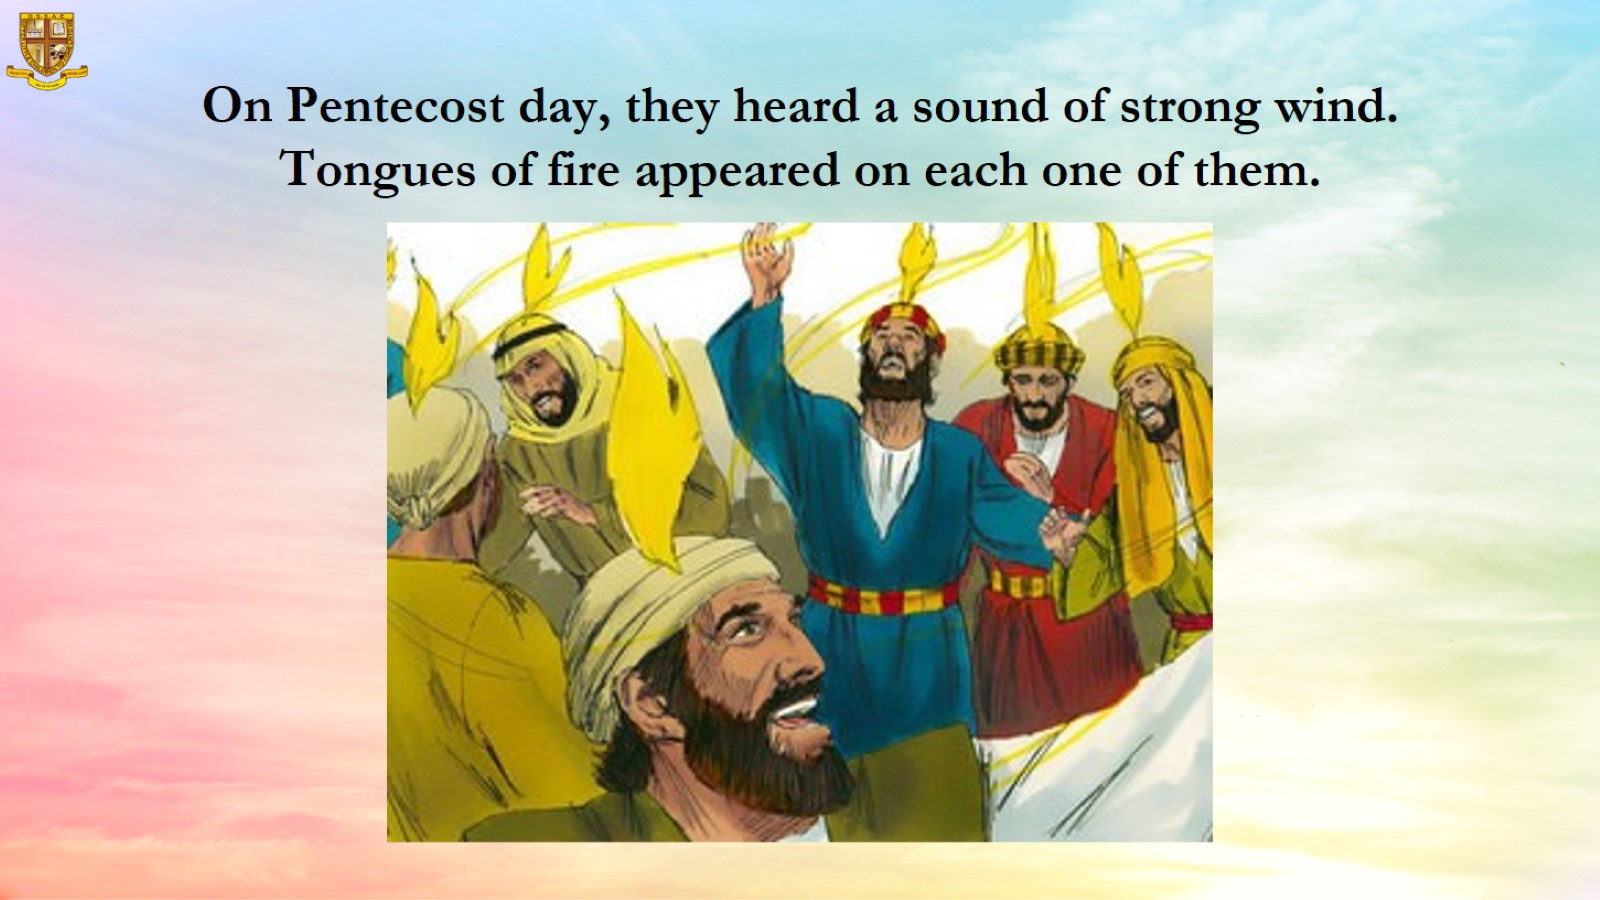 On Pentecost day, they heard a sound of strong wind.
Tongues of fire appeared on each one of them.